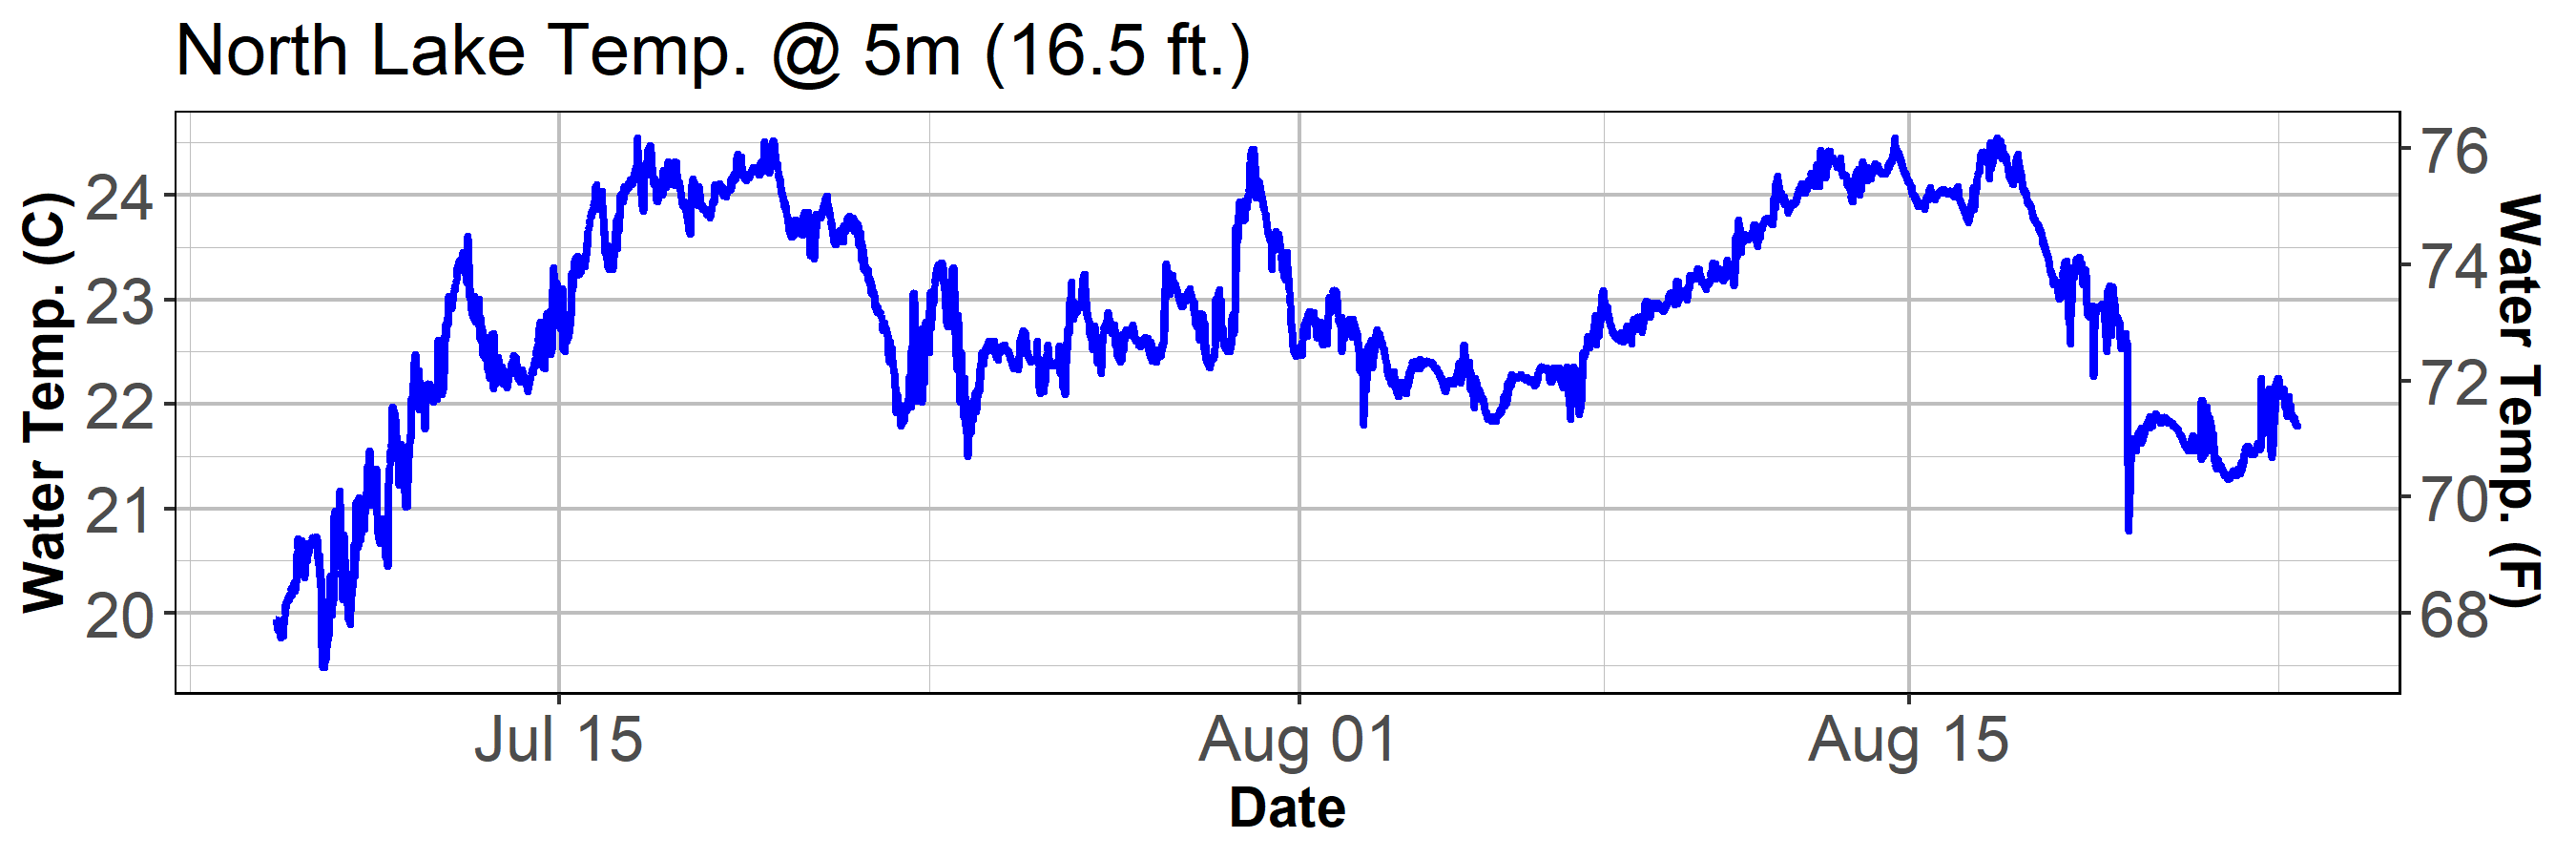 North Lake Temp. @ 5m (16.5 ft.)
Water Temp. (C)
24
23
22
21
20
76
74
72
70
68
Water Temp. (F)
Jul 15 Aug 01 Aug 15
Date